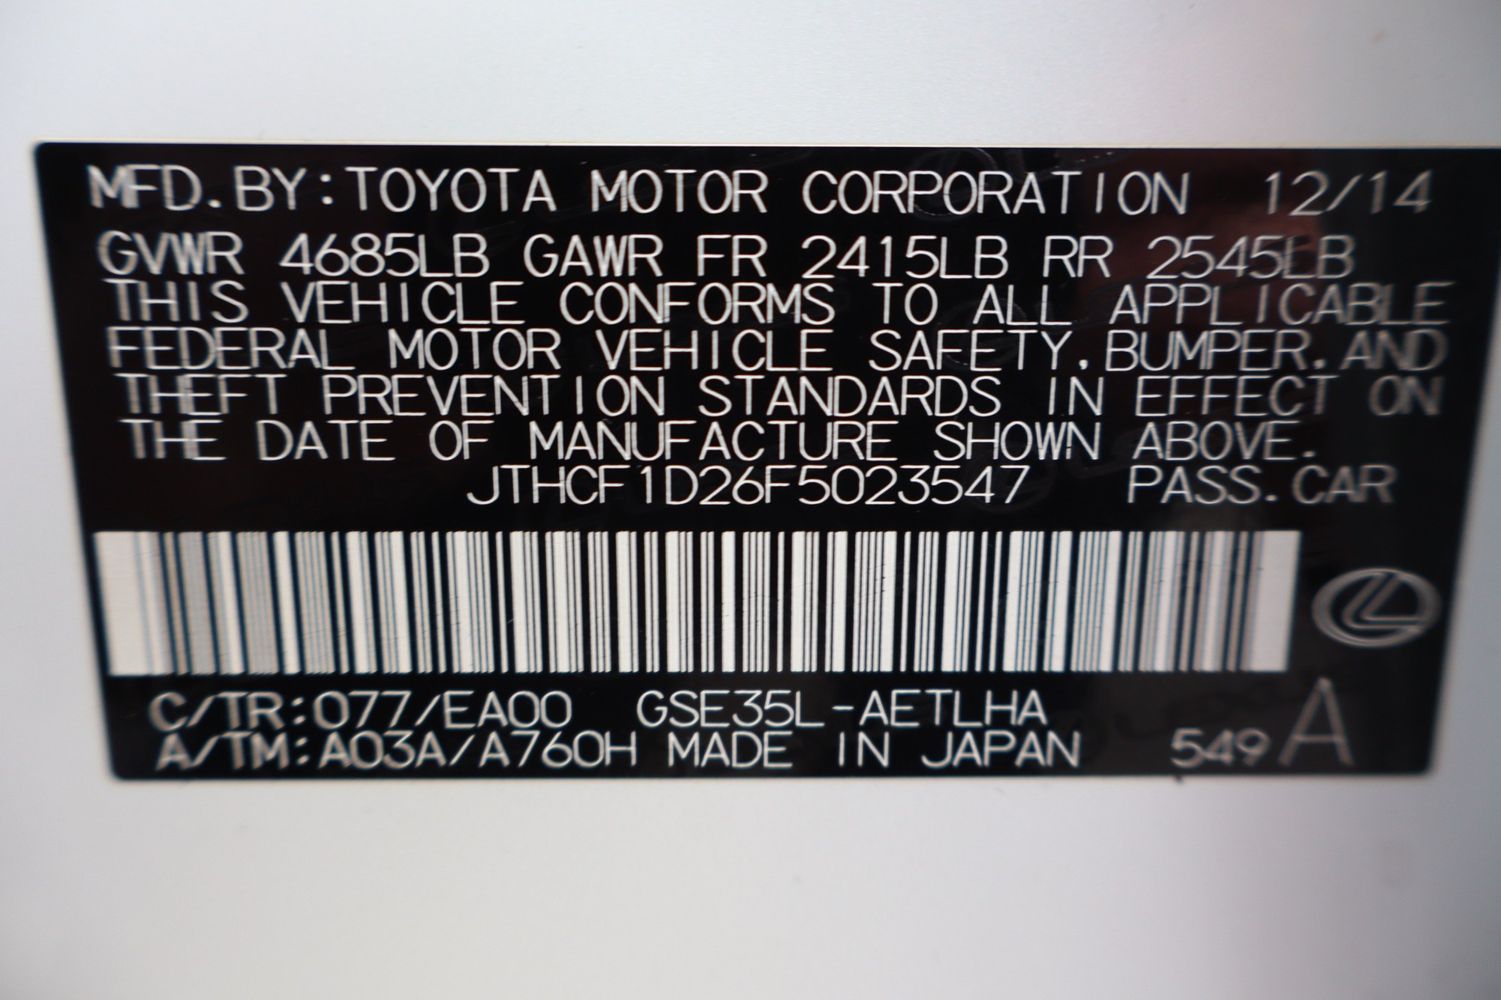 MFD. BY: TOYOTA MOTOR CORPORATION 12/14
GVWR 4685LB GAWR FR 2415LB RR 2545LB
THIS VEHICLE CONFORMS TO ALL APPLICABLE
FEDERAL MOTOR VEHICLE SAFETY, BUMPER, AND
THEFT PREVENTION STANDARDS IN EFFECT ON
THE DATE OF MANUFACTURE SHOWN ABOVE.
JTHCF1D26F5023547 PASS. CAR
C/TR: 077/EA00 GSE35L-AETLHA
A/TM: A03A/A760H MADE IN JAPAN 549 A